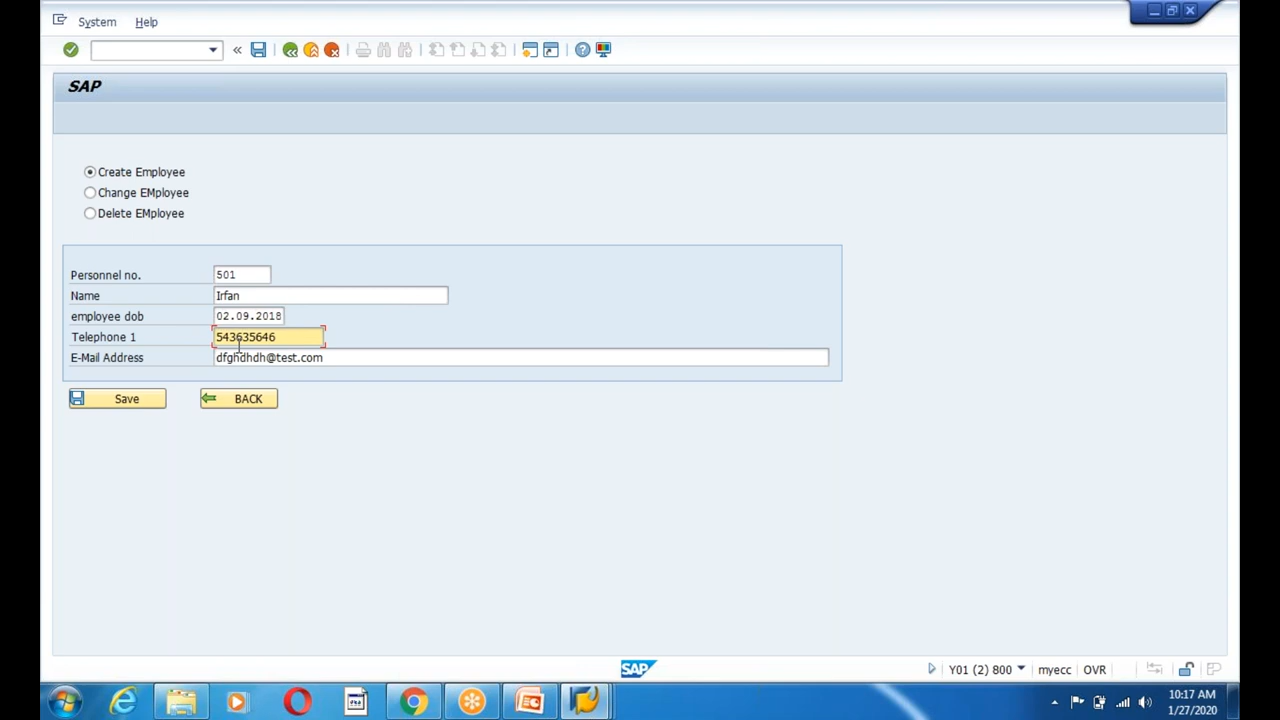 System Help
SAP
Create Employee
Change EMployee
Delete EMployee
Personnel no. 501
Name Irfan
employee dob 02.09.2018
Telephone 1 543635646
E-Mail Address dfghdhdh@test.com
Save BACK
SAP Y01 (2) 800 myecc OVR
10:17 AM
1/27/2020